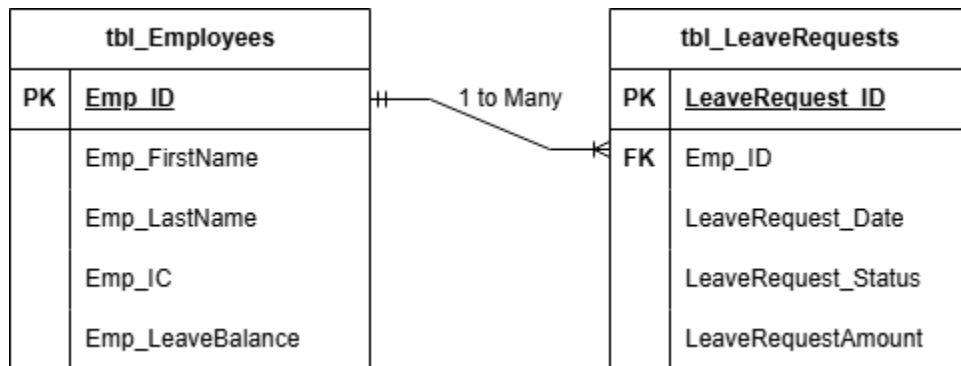 tbl_Employees
PK Emp_ID
Emp_FirstName
Emp_LastName
Emp_IC
Emp_LeaveBalance
1 to Many
tbl_LeaveRequests
PK LeaveRequest_ID
FK Emp_ID
LeaveRequest_Date
LeaveRequest_Status
LeaveRequestAmount